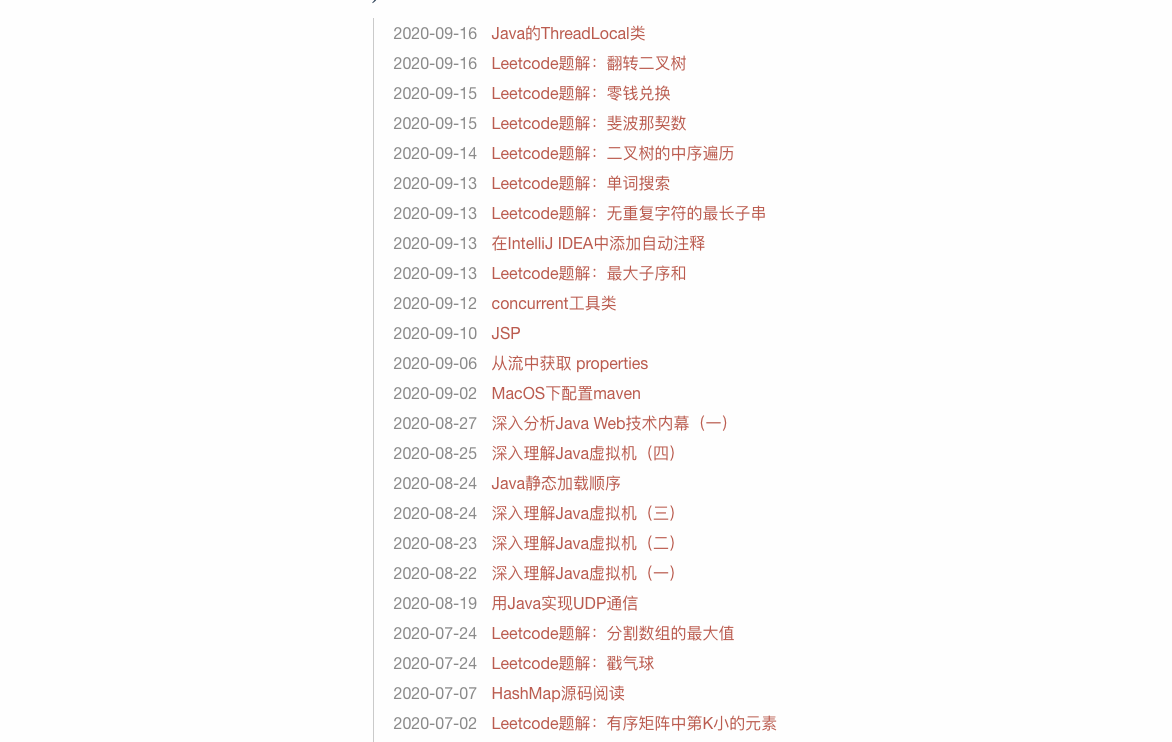 2020-09-16 Java的ThreadLocal类
2020-09-16 Leetcode题解：翻转二叉树
2020-09-15 Leetcode题解：零钱兑换
2020-09-15 Leetcode题解：斐波那契数
2020-09-14 Leetcode题解：二叉树的中序遍历
2020-09-13 Leetcode题解：单词搜索
2020-09-13 Leetcode题解：无重复字符的最长子串
2020-09-13 在IntelliJ IDEA中添加自动注释
2020-09-13 Leetcode题解：最大子序和
2020-09-12 concurrent工具类
2020-09-10 JSP
2020-09-06 从流中获取 properties
2020-09-02 MacOS下配置maven
2020-08-27 深入分析Java Web技术内幕（一）
2020-08-25 深入理解Java虚拟机（四）
2020-08-24 Java静态加载顺序
2020-08-24 深入理解Java虚拟机（三）
2020-08-23 深入理解Java虚拟机（二）
2020-08-22 深入理解Java虚拟机（一）
2020-08-19 用Java实现UDP通信
2020-07-24 Leetcode题解：分割数组的最大值
2020-07-24 Leetcode题解：戳气球
2020-07-07 HashMap源码阅读
2020-07-02 Leetcode题解：有序矩阵中第K小的元素